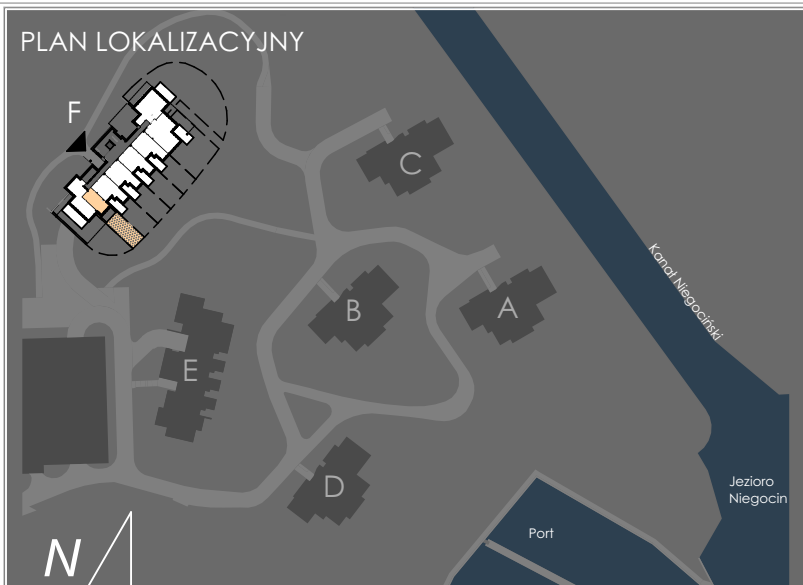 PLAN LOKALIZACYJNY
F
C
Kanał Niegociński
B
A
E
D
Jezioro
Niegocin
Port
N